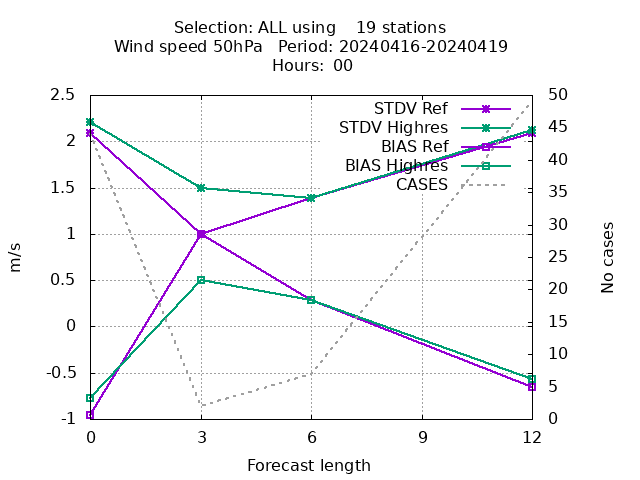 Selection: ALL using    19 stations
Wind speed 50hPa   Period: 20240416-20240419
Hours:  00
STDV Ref
STDV Highres
BIAS Ref
BIAS Highres
CASES
2.5
2
1.5
1
0.5
0
-0.5
-1
m/s
50
45
40
35
30
25
20
15
10
5
0
No cases
0 3 6 9 12
Forecast length